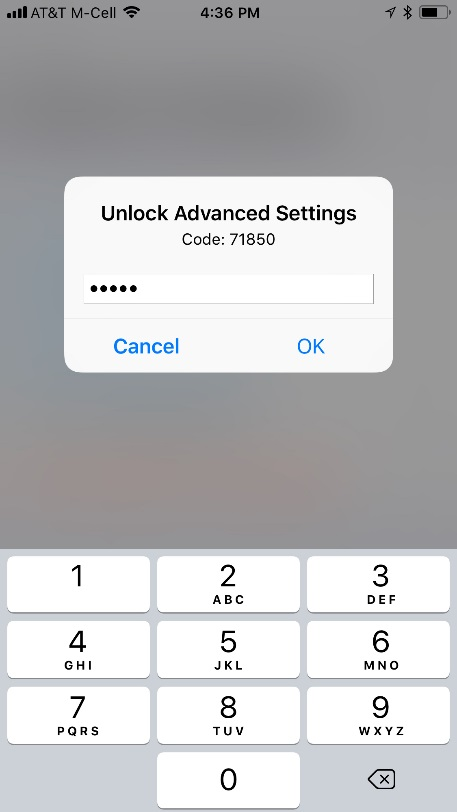 AT&T M-Cell 4:36 PM
Unlock Advanced Settings
Code: 71850
•••••
Cancel OK
1 2 3
ABC DEF
4 5 6
GHI JKL MNO
7 8 9
PQRS TUV WXYZ
0